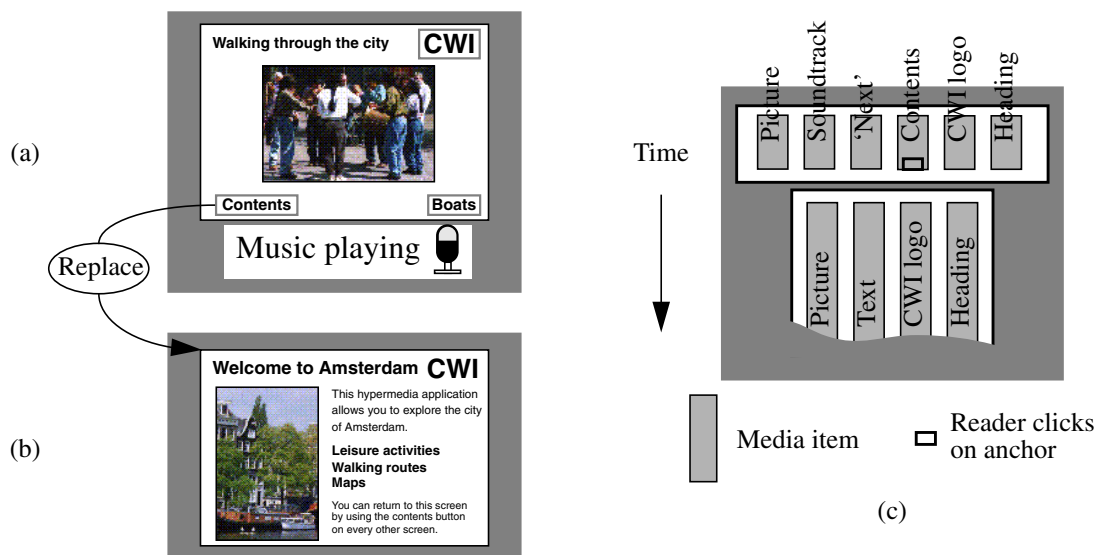 Walking through the city
CWI
(a)
Contents
Boats
Music playing
Replace
Welcome to Amsterdam
CWI
This hypermedia application
allows you to explore the city
of Amsterdam.
Leisure activities
Walking routes
Maps
You can return to this screen
by using the contents button
on every other screen.
(b)
Time
Picture
Soundtrack
‘Next’
Contents
CWI logo
Heading
Picture
Text
CWI logo
Heading
Media item
Reader clicks
on anchor
(c)